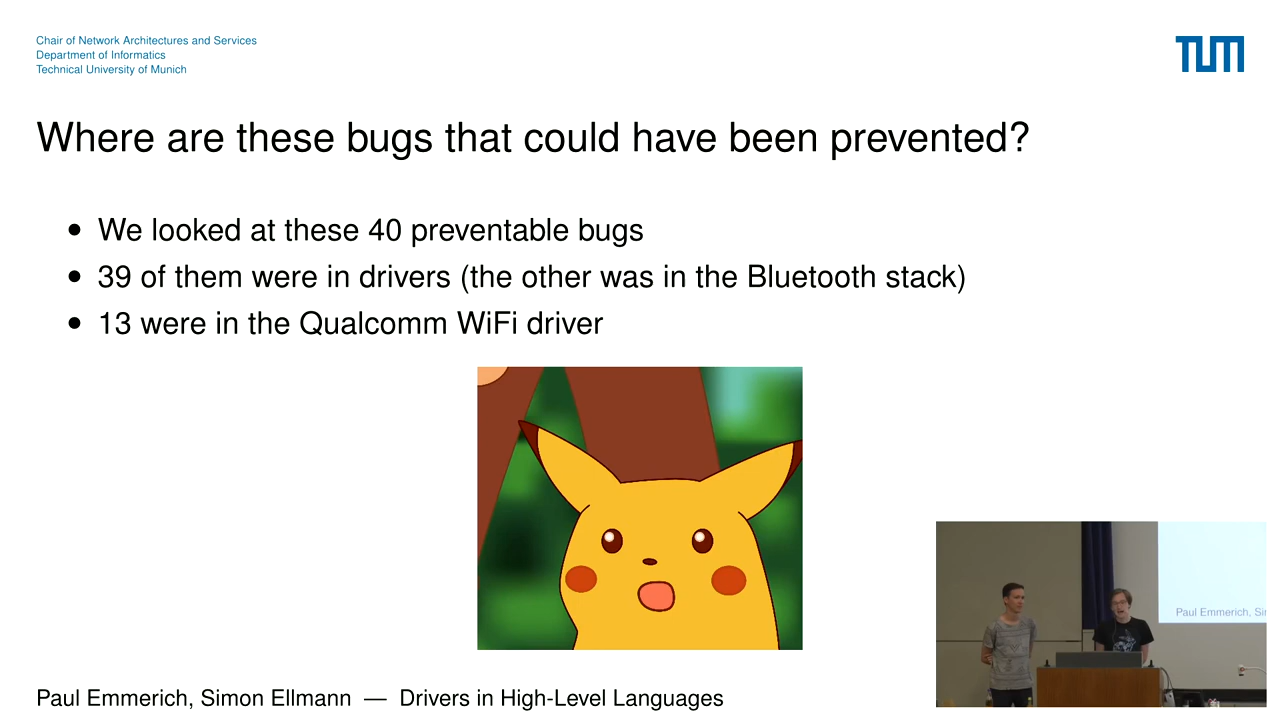 Chair of Network Architectures and Services
Department of Informatics
Technical University of Munich
TUM
Where are these bugs that could have been prevented?
• We looked at these 40 preventable bugs
• 39 of them were in drivers (the other was in the Bluetooth stack)
• 13 were in the Qualcomm WiFi driver
Paul Emmerich, Si
Paul Emmerich, Simon Ellmann — Drivers in High-Level Languages